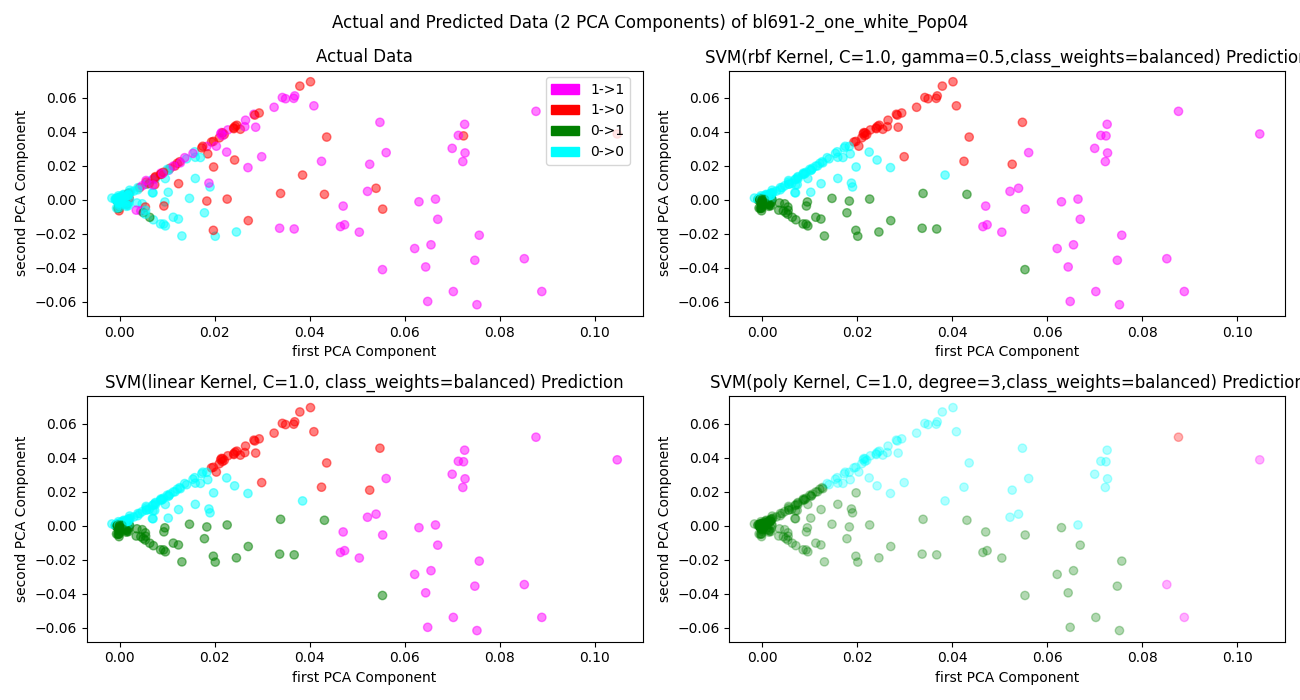 Actual and Predicted Data (2 PCA Components) of bl691-2_one_white_Pop04
Actual Data
second PCA Component
0.06
0.04
0.02
0.00
−0.02
−0.04
−0.06
1->1
1->0
0->1
0->0
0.00 0.02 0.04 0.06 0.08 0.10
first PCA Component
SVM(rbf Kernel, C=1.0, gamma=0.5,class_weights=balanced) Prediction
second PCA Component
0.06
0.04
0.02
0.00
−0.02
−0.04
−0.06
0.00 0.02 0.04 0.06 0.08 0.10
first PCA Component
SVM(linear Kernel, C=1.0, class_weights=balanced) Prediction
second PCA Component
0.06
0.04
0.02
0.00
−0.02
−0.04
−0.06
0.00 0.02 0.04 0.06 0.08 0.10
first PCA Component
SVM(poly Kernel, C=1.0, degree=3,class_weights=balanced) Prediction
second PCA Component
0.06
0.04
0.02
0.00
−0.02
−0.04
−0.06
0.00 0.02 0.04 0.06 0.08 0.10
first PCA Component